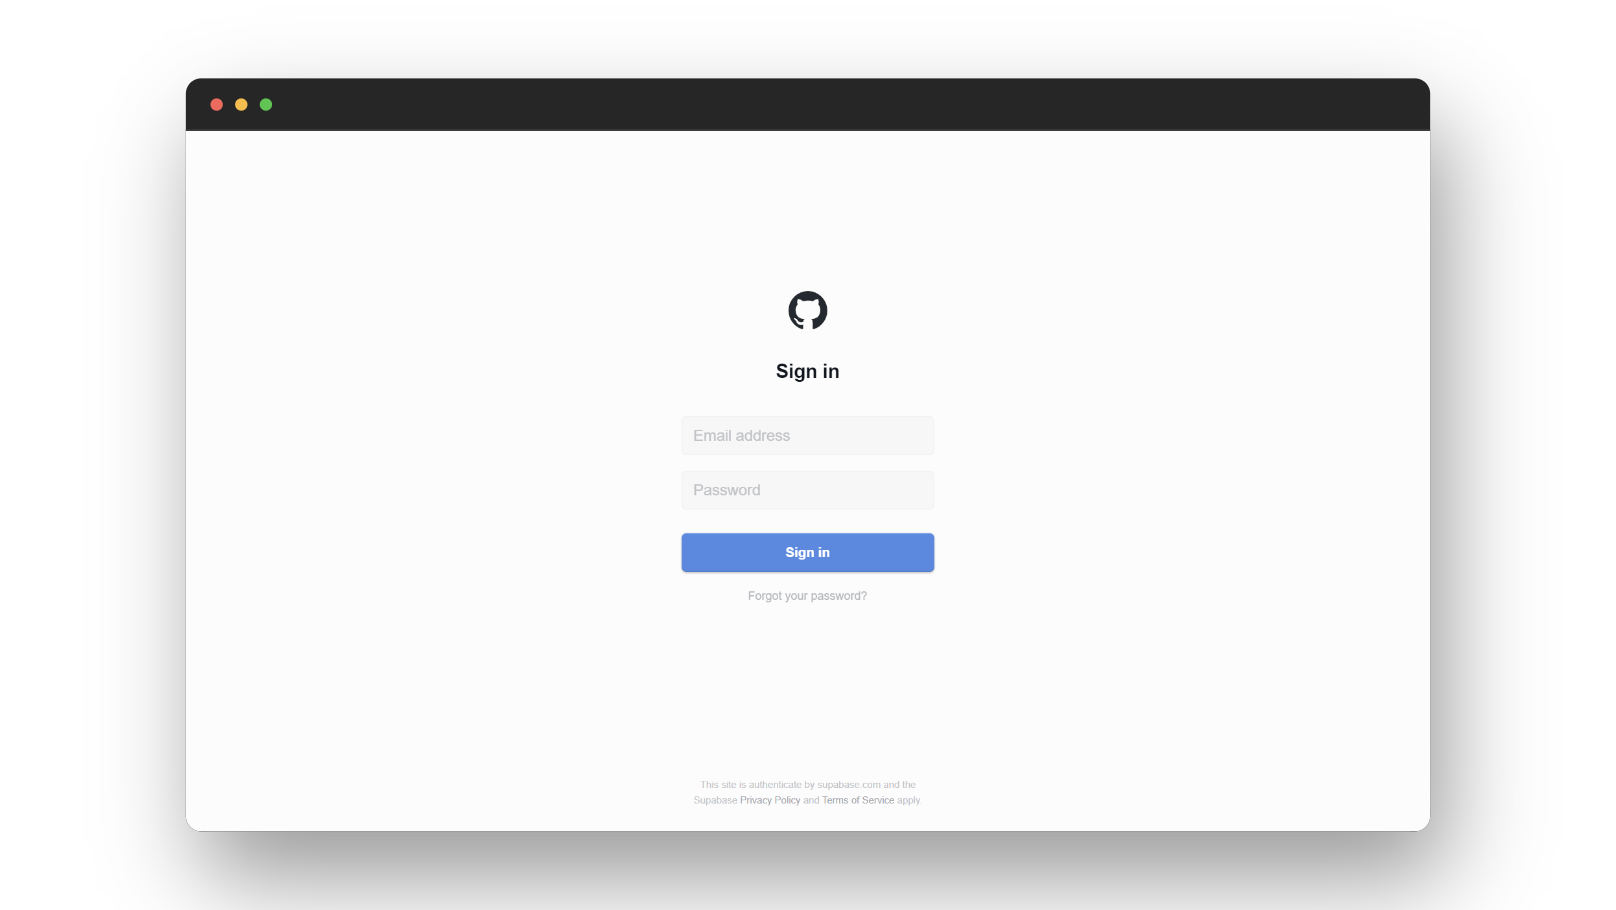 Sign in
Email address
Password
Sign in
Forgot your password?
This site is authenticate by supabase.com and the
Supabase Privacy Policy and Terms of Service apply.